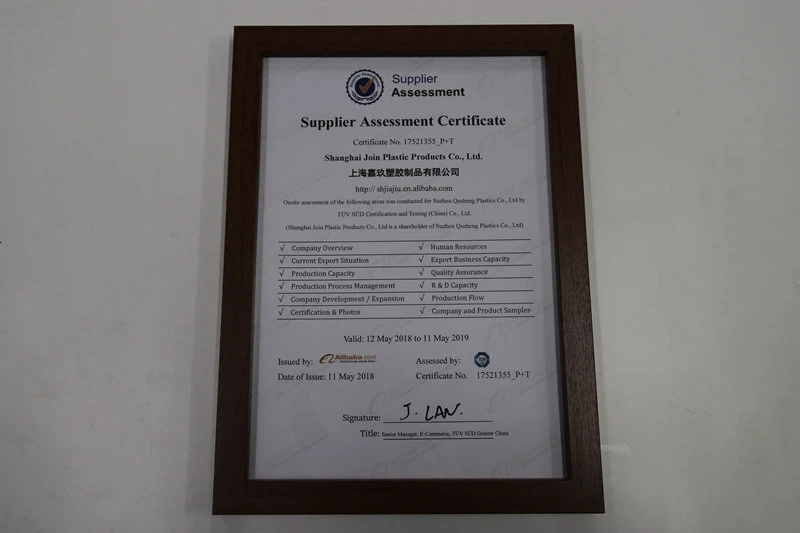 Supplier
Assessment
Supplier Assessment Certificate
Certificate No. 17521355_P+T
Shanghai Join Plastic Products Co., Ltd.
上海嘉玖塑胶制品有限公司
http:// shjiajiu.en.alibaba.com
Onsite assessment of the following areas was conducted for Suzhou Qusheng Plastics Co., Ltd by
TÜV SÜD Certification and Testing (China) Co., Ltd.
(Shanghai Join Plastic Products Co., Ltd is a shareholder of Suzhou Qusheng Plastics Co., Ltd)
√ Company Overview √ Human Resources
√ Current Export Situation √ Export Business Capacity
√ Production Capacity √ Quality Assurance
√ Production Process Management √ R & D Capacity
√ Company Development / Expansion √ Production Flow
√ Certification & Photos √ Company and Product Samples
Valid: 12 May 2018 to 11 May 2019
Issued by: Alibaba.com Assessed by:
Date of Issue: 11 May 2018 Certificate No. 17521355_P+T
Signature: J. LAN.
Title: Senior Manager, E-Commerce, TÜV SÜD Greater China